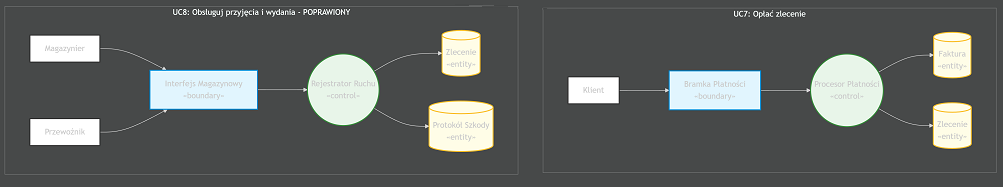 UC8: Obsługuj przyjęcia i wydania - POPRAWIONY
Magazynier
Przewoźnik
Interfejs Magazynowy
«boundary»
Rejestrator Ruchu
«control»
Zlecenie
«entity»
Protokół Szkody
«entity»
UC7: Opłać zlecenie
Klient
Bramka Płatności
«boundary»
Procesor Płatności
«control»
Faktura
«entity»
Zlecenie
«entity»